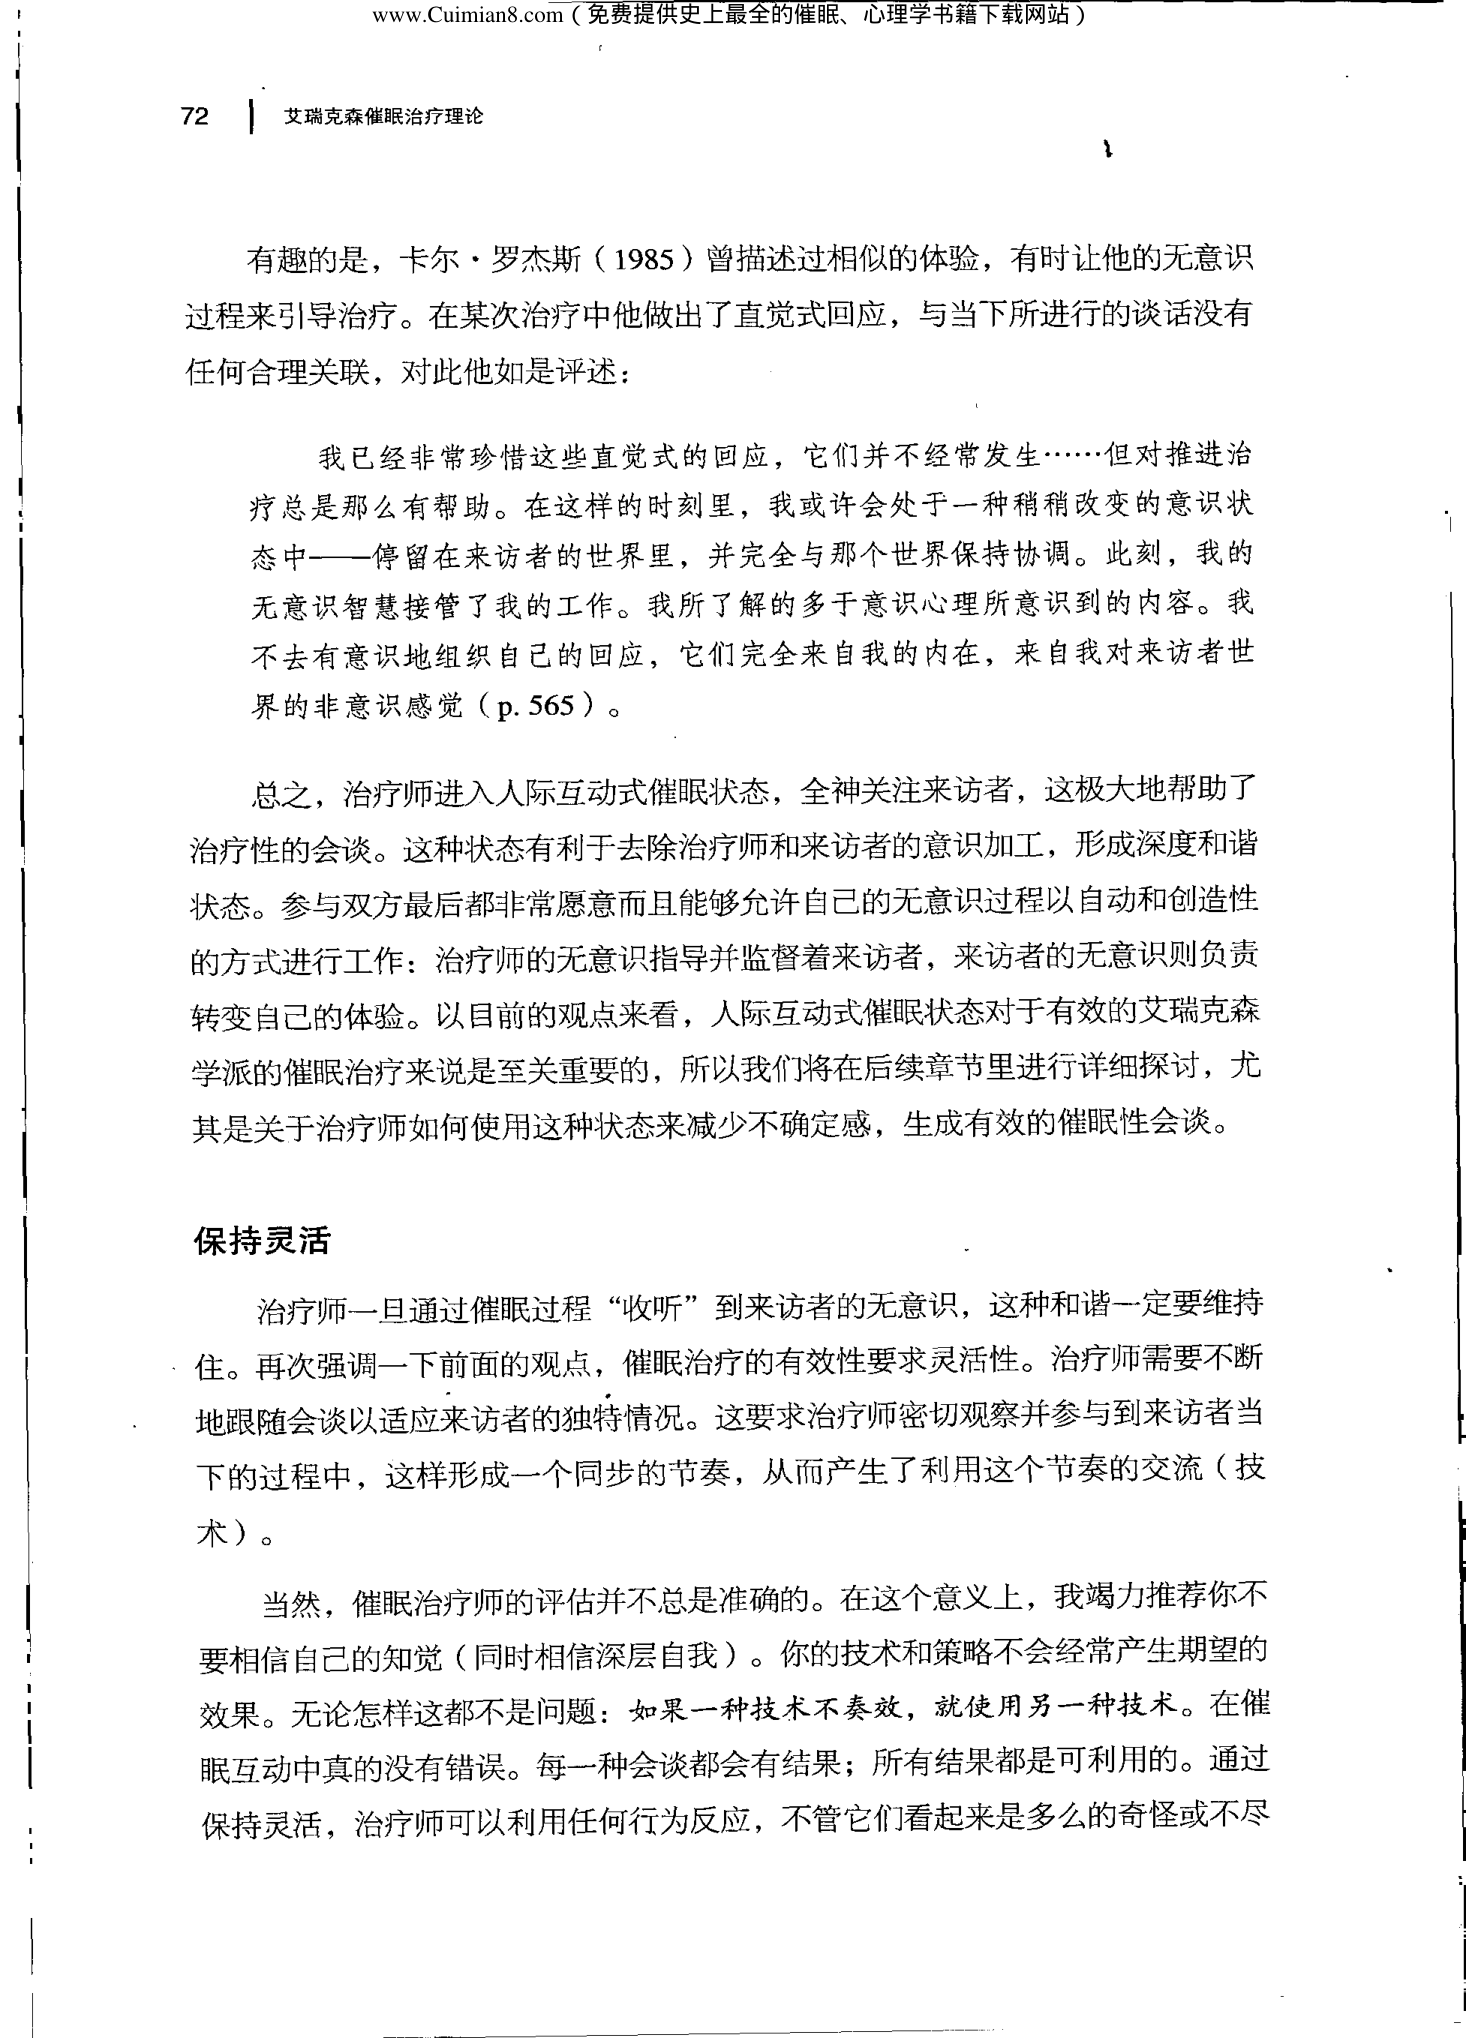 www.Cuimian8.com（免费提供史上最全的催眠、心理学书籍下载网站）
72 艾瑞克森催眠治疗理论
有趣的是，卡尔·罗杰斯（1985）曾描述过相似的体验，有时让他的无意识
过程来引导治疗。在某次治疗中他做出了直觉式回应，与当下所进行的谈话没有
任何合理关联，对此他如是评述：
我已经非常珍惜这些直觉式的回应，它们并不经常发生……但对推进治
疗总是那么有帮助。在这样的时刻里，我或许会处于一种稍稍改变的意识状
态中——停留在来访者的世界里，并完全与那个世界保持协调。此刻，我的
无意识智慧接管了我的工作。我所了解的多于意识心理所意识到的内容。我
不去有意识地组织自己的回应，它们完全来自我的内在，来自我对来访者世
界的非意识感觉（p. 565）。
总之，治疗师进入人际互动式催眠状态，全神关注来访者，这极大地帮助了
治疗性的会谈。这种状态有利于去除治疗师和来访者的意识加工，形成深度和谐
状态。参与双方最后都非常愿意而且能够允许自己的无意识过程以自动和创造性
的方式进行工作：治疗师的无意识指导并监督着来访者，来访者的无意识则负责
转变自己的体验。以目前的观点来看，人际互动式催眠状态对于有效的艾瑞克森
学派的催眠治疗来说是至关重要的，所以我们将在后续章节里进行详细探讨，尤
其是关于治疗师如何使用这种状态来减少不确定感，生成有效的催眠性会谈。
保持灵活
治疗师一旦通过催眠过程“收听”到来访者的无意识，这种和谐一定要维持
住。再次强调一下前面的观点，催眠治疗的有效性要求灵活性。治疗师需要不断
地跟随会谈以适应来访者的独特情况。这要求治疗师密切观察并参与到来访者当
下的过程中，这样形成一个同步的节奏，从而产生了利用这个节奏的交流（技
术）。
当然，催眠治疗师的评估并不总是准确的。在这个意义上，我竭力推荐你不
要相信自己的知觉（同时相信深层自我）。你的技术和策略不会经常产生期望的
效果。无论怎样这都不是问题：如果一种技术不奏效，就使用另一种技术。在催
眠互动中真的没有错误。每一种会谈都会有结果；所有结果都是可利用的。通过
保持灵活，治疗师可以利用任何行为反应，不管它们看起来是多么的奇怪或不尽